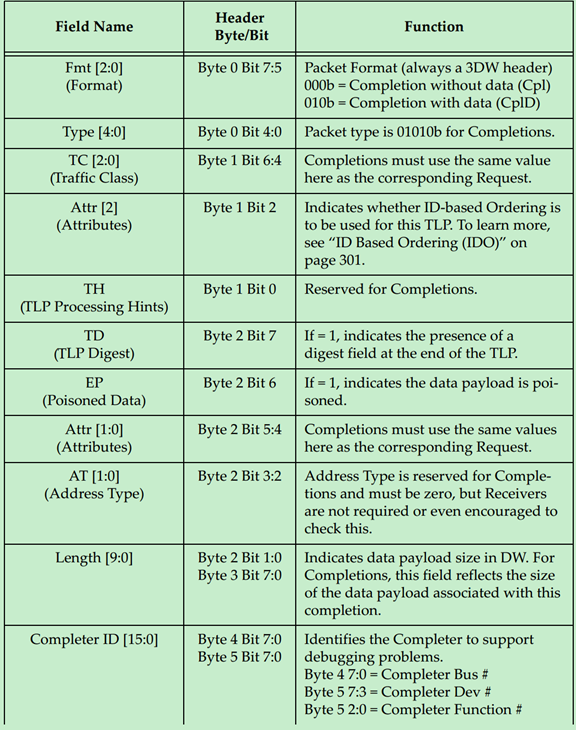 Field Name
Header
Byte/Bit
Function
Fmt [2:0]
(Format)
Byte 0 Bit 7:5
Packet Format (always a 3DW header)
000b = Completion without data (Cpl)
010b = Completion with data (CplD)
Type [4:0]
Byte 0 Bit 4:0
Packet type is 01010b for Completions.
TC [2:0]
(Traffic Class)
Byte 1 Bit 6:4
Completions must use the same value
here as the corresponding Request.
Attr [2]
(Attributes)
Byte 1 Bit 2
Indicates whether ID-based Ordering is
to be used for this TLP. To learn more,
see “ID Based Ordering (IDO)” on
page 301.
TH
(TLP Processing Hints)
Byte 1 Bit 0
Reserved for Completions.
TD
(TLP Digest)
Byte 2 Bit 7
If = 1, indicates the presence of a
digest field at the end of the TLP.
EP
(Poisoned Data)
Byte 2 Bit 6
If = 1, indicates the data payload is poi-
soned.
Attr [1:0]
(Attributes)
Byte 2 Bit 5:4
Completions must use the same values
here as the corresponding Request.
AT [1:0]
(Address Type)
Byte 2 Bit 3:2
Address Type is reserved for Comple-
tions and must be zero, but Receivers
are not required or even encouraged to
check this.
Length [9:0]
Byte 2 Bit 1:0
Byte 3 Bit 7:0
Indicates data payload size in DW. For
Completions, this field reflects the size
of the data payload associated with this
completion.
Completer ID [15:0]
Byte 4 Bit 7:0
Byte 5 Bit 7:0
Identifies the Completer to support
debugging problems.
Byte 4 7:0 = Completer Bus #
Byte 5 7:3 = Completer Dev #
Byte 5 2:0 = Completer Function #